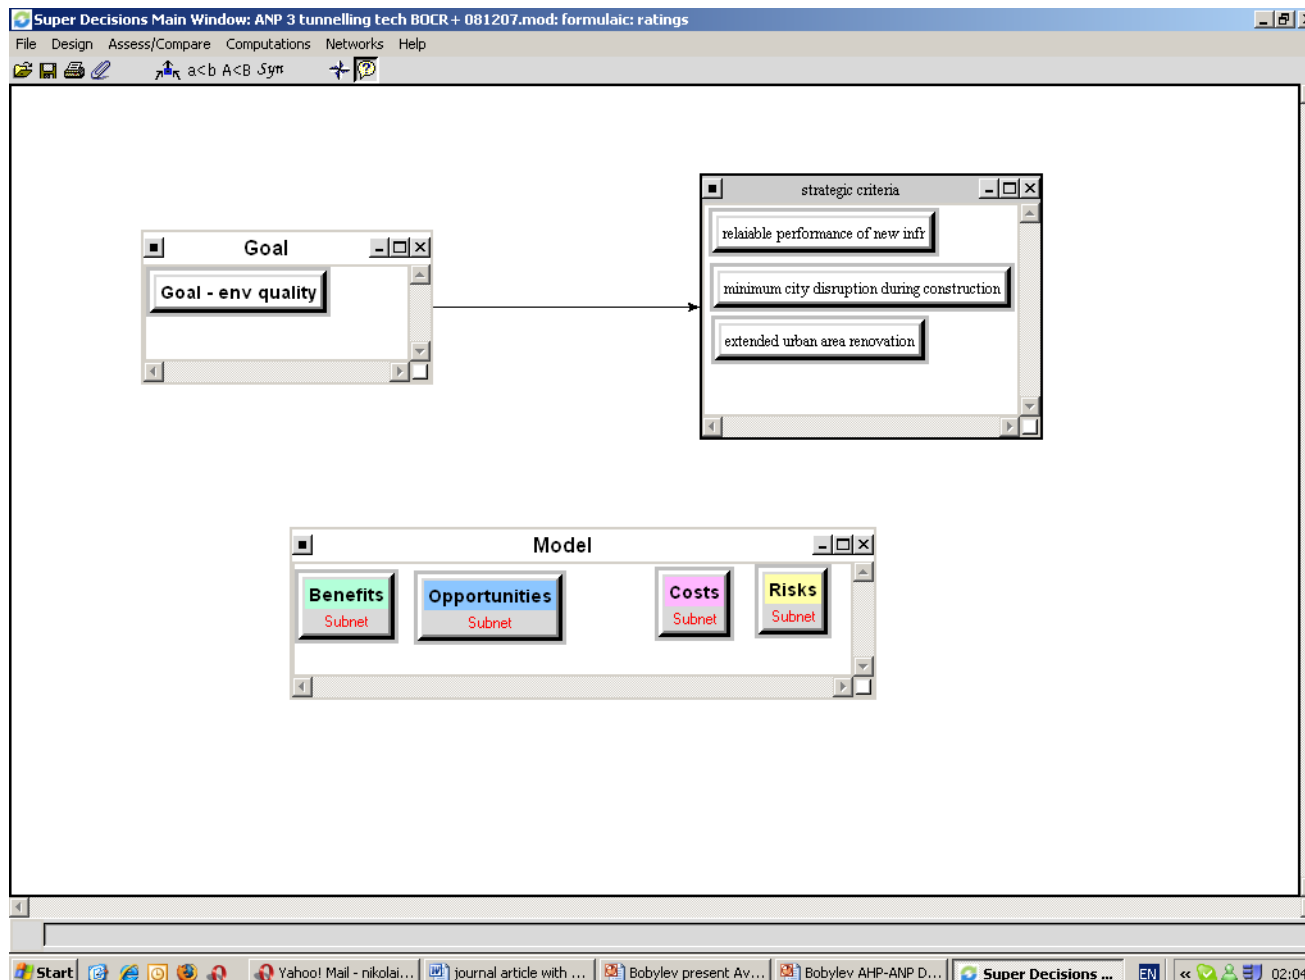 Super Decisions Main Window: ANP 3 tunnelling tech BOCR + 081207.mod: formulaic: ratings
File Design Assess/Compare Computations Networks Help
a<b A<B Syn
strategic criteria
relaiable performance of new infr
minimum city disruption during construction
extended urban area renovation
Goal
Goal - env quality
Model
Benefits
Subnet
Opportunities
Subnet
Costs
Subnet
Risks
Subnet
Start Yahoo! Mail - nikolai... journal article with ... Bobylev present Av... Bobylev AHP-ANP D... Super Decisions ... EN « 02:04